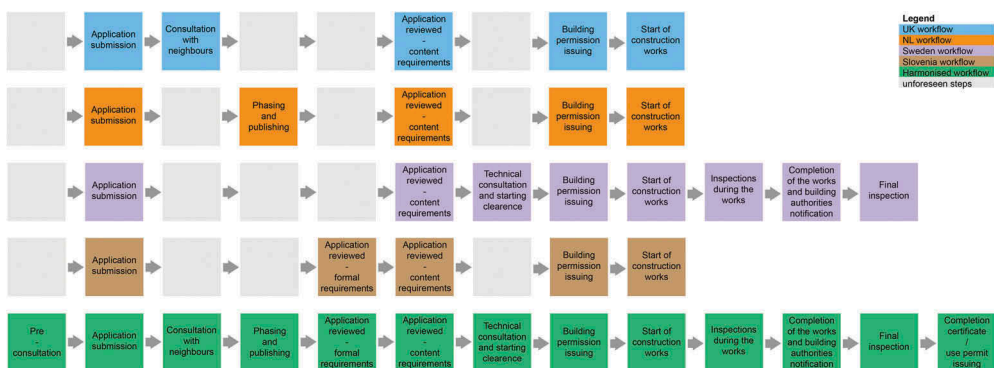 Legend
UK workflow
NL workflow
Sweden workflow
Slovenia workflow
Harmonised workflow
unforeseen steps
Application
submission
Consultation
with
neighbours
Application
reviewed
-
content
requirements
Building
permission
issuing
Start of
construction
works
Application
submission
Phasing
and
publishing
Application
reviewed
-
content
requirements
Building
permission
issuing
Start of
construction
works
Application
submission
Application
reviewed
-
content
requirements
Technical
consultation
and starting
clearence
Building
permission
issuing
Start of
construction
works
Inspections
during the
works
Completion
of the works
and building
authorities
notification
Final
inspection
Application
submission
Application
reviewed
-
formal
requirements
Application
reviewed
-
content
requirements
Building
permission
issuing
Start of
construction
works
Pre
-
consultation
Application
submission
Consultation
with
neighbours
Phasing
and
publishing
Application
reviewed
-
formal
requirements
Application
reviewed
-
content
requirements
Technical
consultation
and starting
clearence
Building
permission
issuing
Start of
construction
works
Inspections
during the
works
Completion
of the works
and building
authorities
notification
Final
inspection
Completion
certificate
/
use permit
issuing